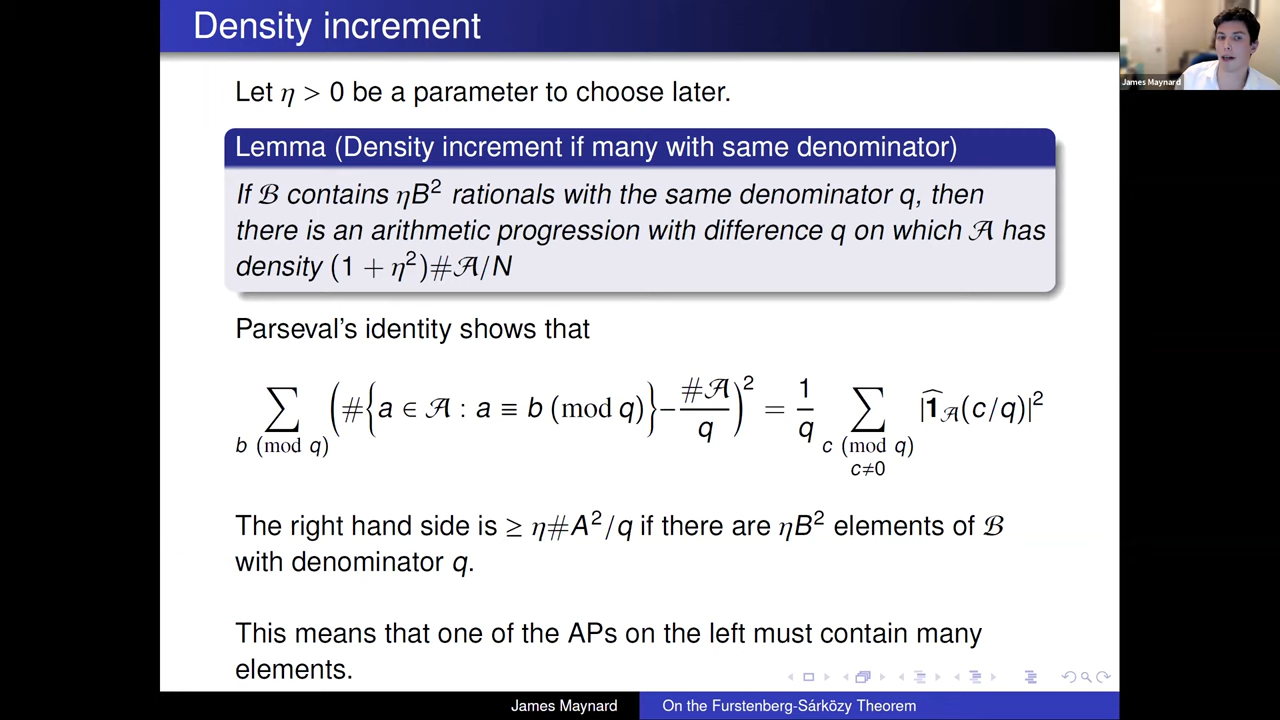 Density increment
James Maynard
Let η > 0 be a parameter to choose later.
Lemma (Density increment if many with same denominator)
If ℬ contains ηB² rationals with the same denominator q, then
there is an arithmetic progression with difference q on which 𝒜 has
density (1 + η²)#𝒜/N
Parseval's identity shows that
∑_{b (mod q)} (#{a ∈ 𝒜 : a ≡ b (mod q)} − #𝒜/q)² = 1/q ∑_{c (mod q) c≠0} |\widehat{𝟏}_𝒜(c/q)|²
The right hand side is ≥ η#A²/q if there are ηB² elements of ℬ
with denominator q.
This means that one of the APs on the left must contain many
elements.
James Maynard
On the Furstenberg-Sárközy Theorem